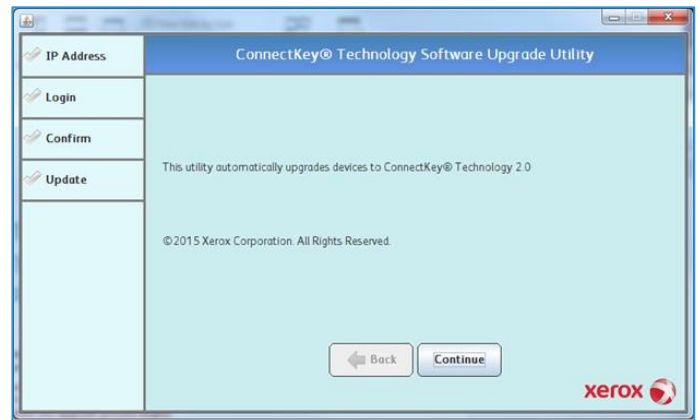 IP Address
ConnectKey® Technology Software Upgrade Utility
Login
Confirm
Update
This utility automatically upgrades devices to ConnectKey® Technology 2.0
©2015 Xerox Corporation. All Rights Reserved.
Back
Continue
xerox